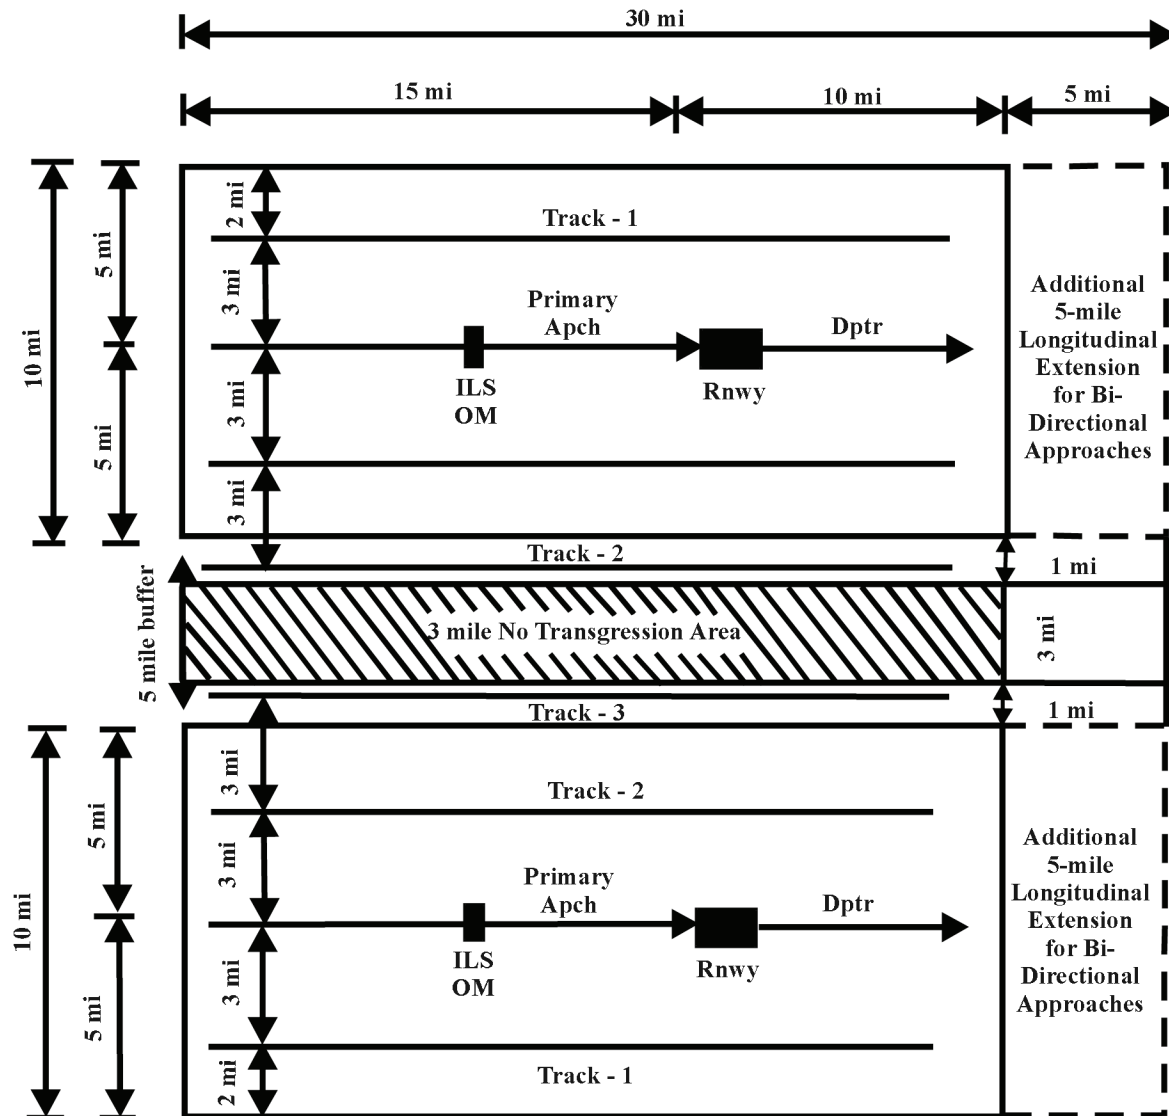 30 mi
15 mi
10 mi
5 mi
2 mi
Track - 1
5 mi
3 mi
10 mi
Primary
Apch
Dptr
ILS
OM
Rnwy
3 mi
5 mi
3 mi
Additional
5-mile
Longitudinal
Extension
for Bi-
Directional
Approaches
Track - 2
1 mi
5 mile buffer
3 mile No Transgression Area
3 mi
Track - 3
1 mi
3 mi
Track - 2
5 mi
3 mi
10 mi
Primary
Apch
Dptr
ILS
OM
Rnwy
3 mi
5 mi
2 mi
Track - 1
Additional
5-mile
Longitudinal
Extension
for Bi-
Directional
Approaches